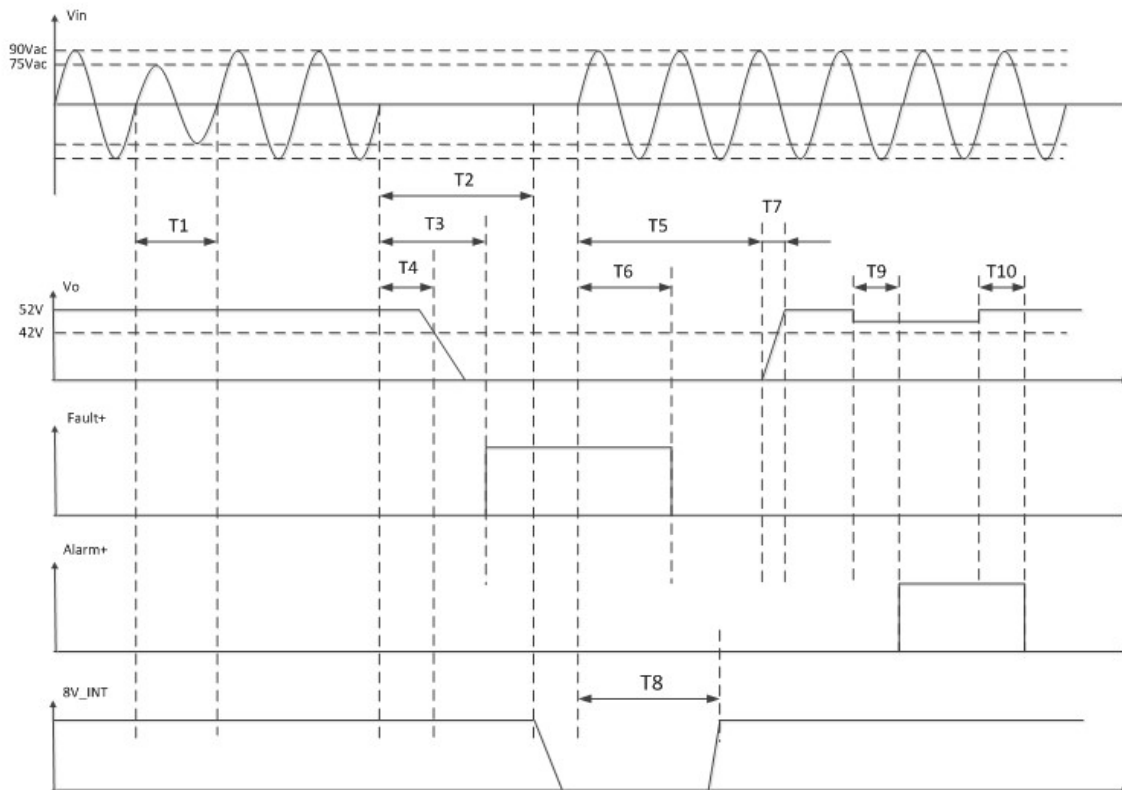 Vin
90Vac
75Vac
T2
T7
T1
T3
T5
T4
T6
T9
T10
Vo
52V
42V
Fault+
Alarm+
T8
8V_INT